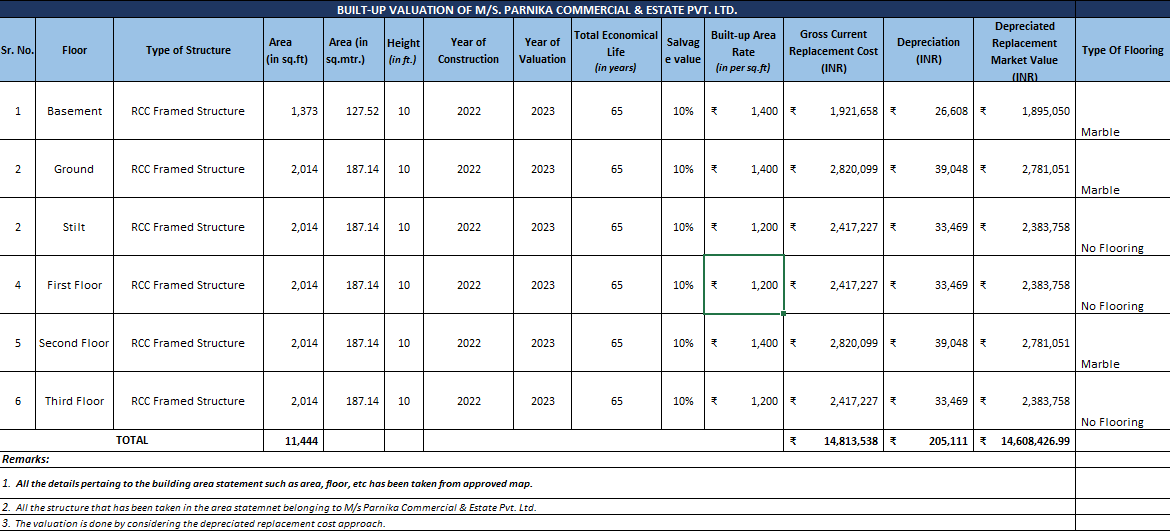 BUILT-UP VALUATION OF M/S. PARNIKA COMMERCIAL & ESTATE PVT. LTD.
Sr. No. Floor Type of Structure Area (in sq.ft) Area (in sq.mtr.) Height (in ft.) Year of Construction Year of Valuation Total Economical Life (in years) Salvag e value Built-up Area Rate (in per sq.ft) Gross Current Replacement Cost (INR) Depreciation (INR) Depreciated Replacement Market Value (INR) Type Of Flooring
1 Basement RCC Framed Structure 1,373 127.52 10 2022 2023 65 10% ₹ 1,400 ₹ 1,921,658 ₹ 26,608 ₹ 1,895,050 Marble
2 Ground RCC Framed Structure 2,014 187.14 10 2022 2023 65 10% ₹ 1,400 ₹ 2,820,099 ₹ 39,048 ₹ 2,781,051 Marble
2 Stilt RCC Framed Structure 2,014 187.14 10 2022 2023 65 10% ₹ 1,200 ₹ 2,417,227 ₹ 33,469 ₹ 2,383,758 No Flooring
4 First Floor RCC Framed Structure 2,014 187.14 10 2022 2023 65 10% ₹ 1,200 ₹ 2,417,227 ₹ 33,469 ₹ 2,383,758 No Flooring
5 Second Floor RCC Framed Structure 2,014 187.14 10 2022 2023 65 10% ₹ 1,400 ₹ 2,820,099 ₹ 39,048 ₹ 2,781,051 Marble
6 Third Floor RCC Framed Structure 2,014 187.14 10 2022 2023 65 10% ₹ 1,200 ₹ 2,417,227 ₹ 33,469 ₹ 2,383,758 No Flooring
TOTAL 11,444 ₹ 14,813,538 ₹ 205,111 ₹ 14,608,426.99
Remarks:
1. All the details pertaining to the building area statement such as area, floor, etc has been taken from approved map.
2. All the structure that has been taken in the area statemnet belonging to M/s Parnika Commercial & Estate Pvt. Ltd.
3. The valuation is done by considering the depreciated replacement cost approach.